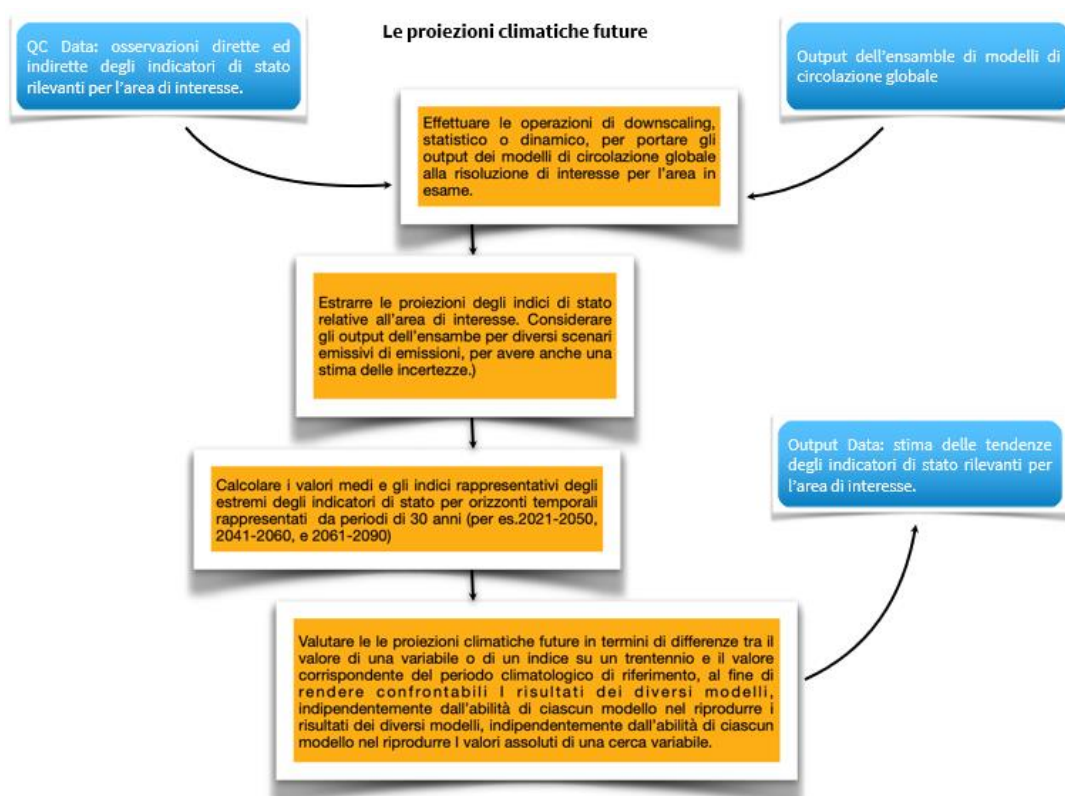 Le proiezioni climatiche future
QC Data: osservazioni dirette ed
indirette degli indicatori di stato
rilevanti per l'area di interesse.
Output dell'ensamble di modelli di
circolazione globale
Effettuare le operazioni di downscaling,
statistico o dinamico, per portare gli
output dei modelli di circolazione globale
alla risoluzione di interesse per l'area in
esame.
Estrarre le proiezioni degli indici di stato
relative all'area di interesse. Considerare
gli output dell'ensambe per diversi scenari
emissivi di emissioni, per avere anche una
stima delle incertezze.)
Calcolare i valori medi e gli indici rappresentativi degli
estremi degli indicatori di stato per orizzonti temporali
rappresentati da periodi di 30 anni (per es.2021-2050,
2041-2060, e 2061-2090)
Output Data: stima delle tendenze
degli indicatori di stato rilevanti per
l'area di interesse.
Valutare le le proiezioni climatiche future in termini di differenze tra il
valore di una variabile o di un indice su un trentennio e il valore
corrispondente del periodo climatologico di riferimento, al fine di
rendere confrontabili I risultati dei diversi modelli,
indipendentemente dall'abilità di ciascun modello nel riprodurre i
risultati dei diversi modelli, indipendentemente dall'abilità di ciascun
modello nel riprodurre I valori assoluti di una cerca variabile.